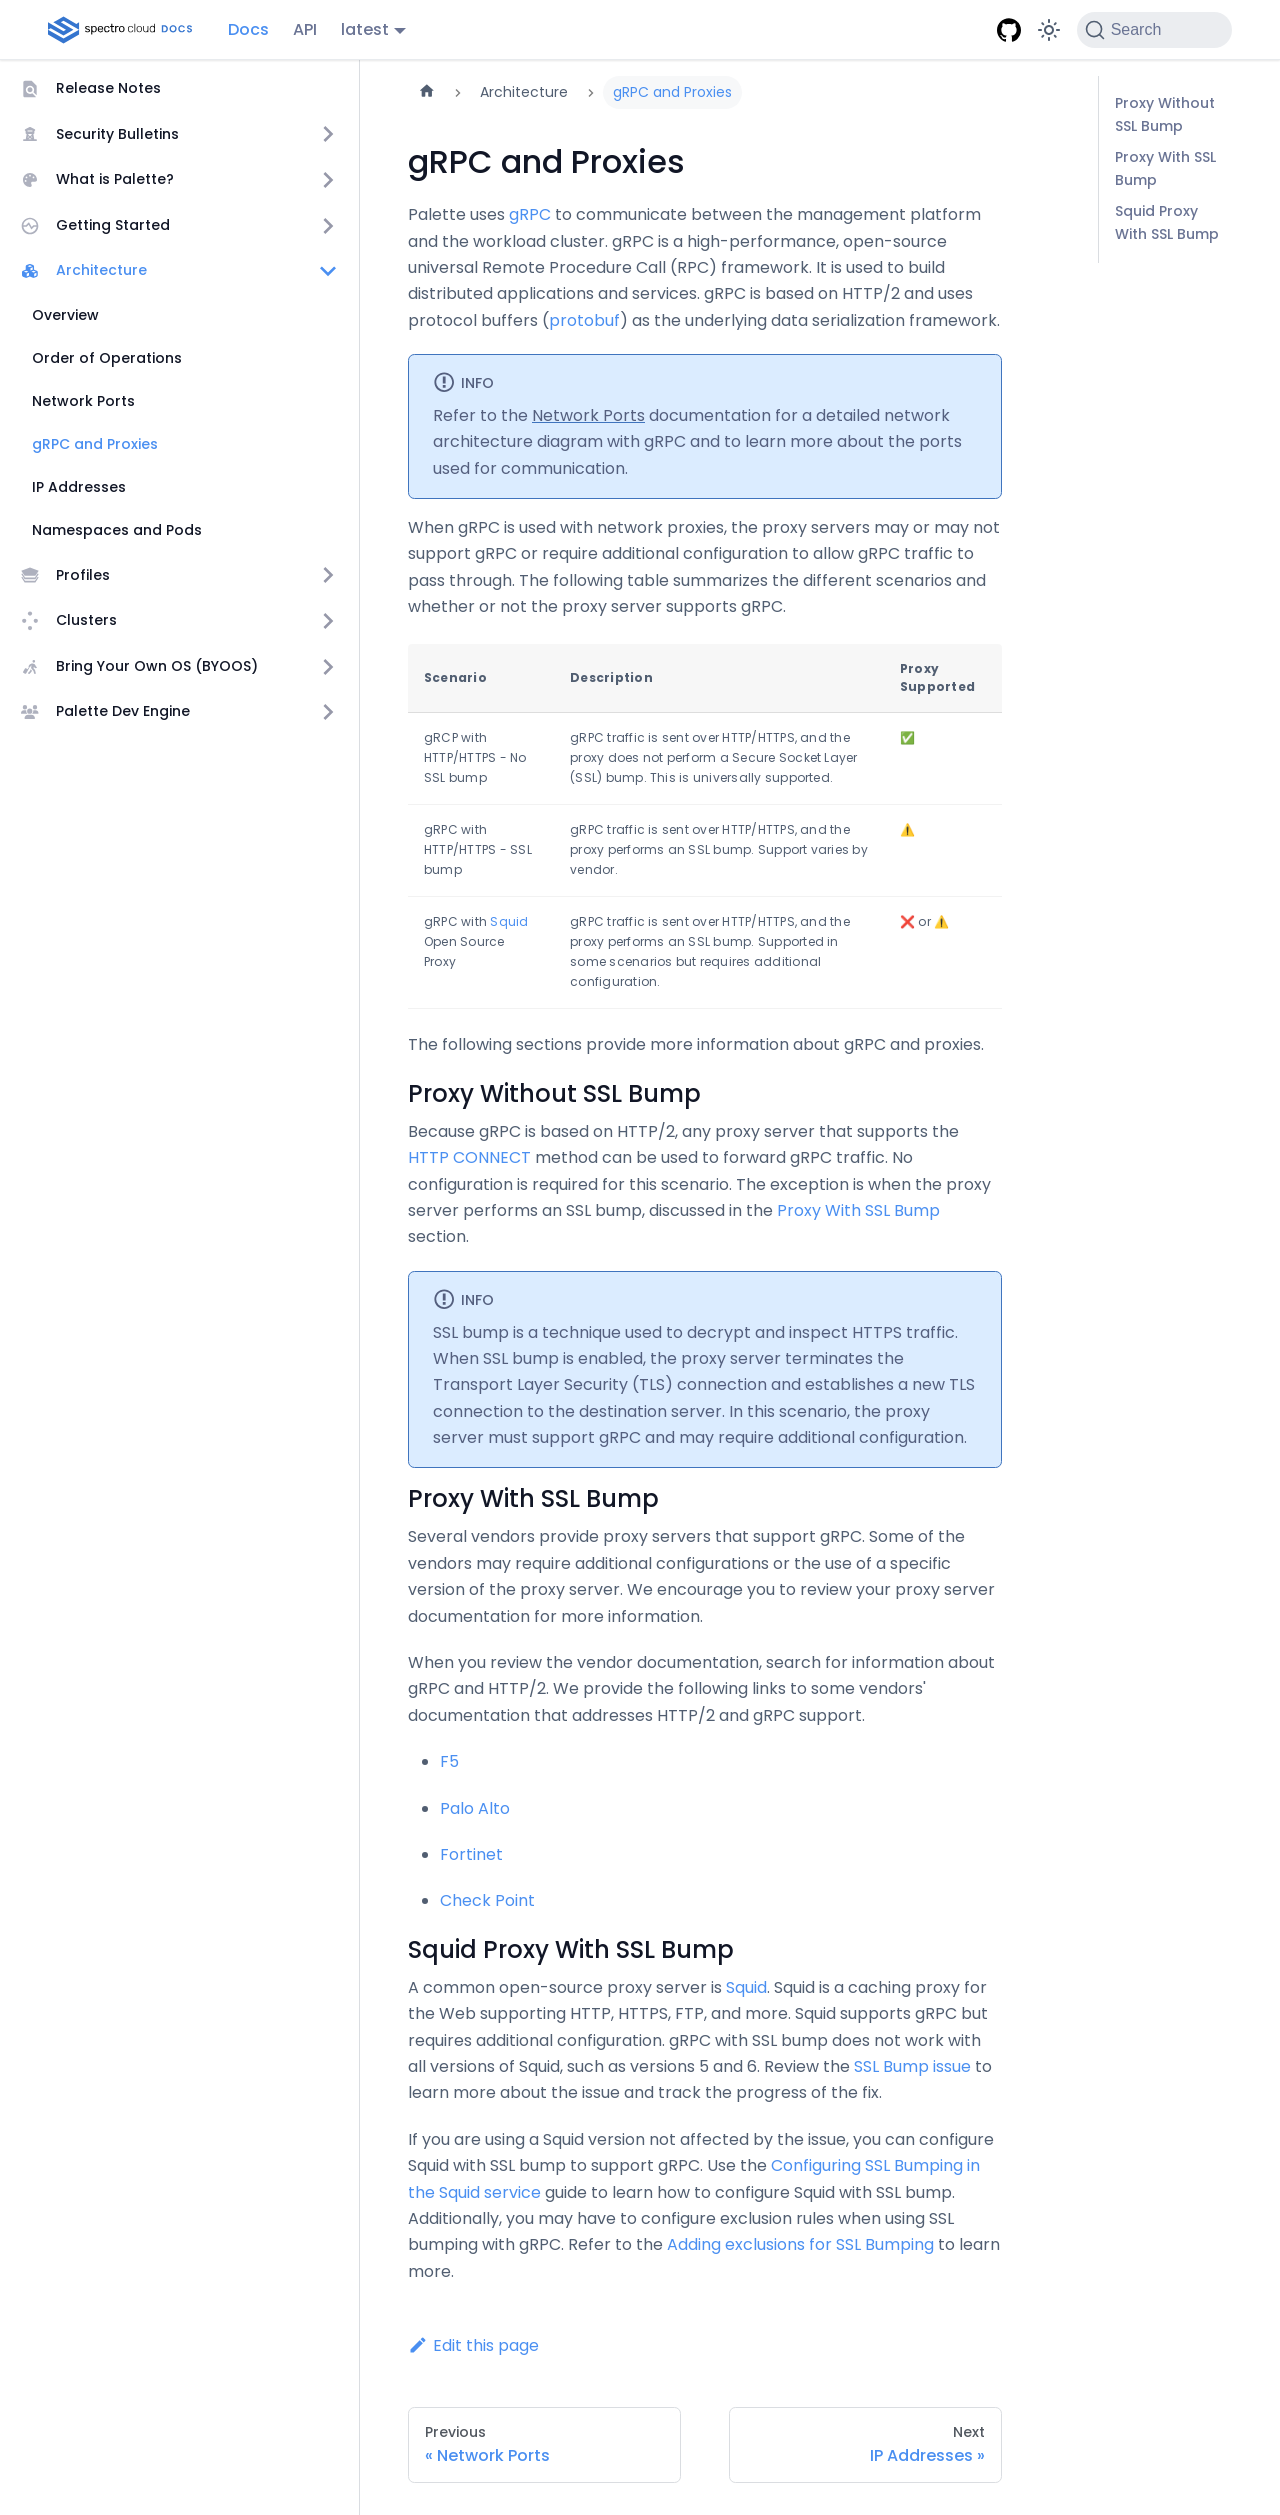 spectro cloud DOCS
Docs
API
latest
Search
Release Notes
Security Bulletins
What is Palette?
Getting Started
Architecture
Overview
Order of Operations
Network Ports
gRPC and Proxies
IP Addresses
Namespaces and Pods
Profiles
Clusters
Bring Your Own OS (BYOOS)
Palette Dev Engine
Architecture
gRPC and Proxies
gRPC and Proxies
Palette uses gRPC to communicate between the management platform
and the workload cluster. gRPC is a high-performance, open-source
universal Remote Procedure Call (RPC) framework. It is used to build
distributed applications and services. gRPC is based on HTTP/2 and uses
protocol buffers (protobuf) as the underlying data serialization framework.
INFO
Refer to the Network Ports documentation for a detailed network
architecture diagram with gRPC and to learn more about the ports
used for communication.
When gRPC is used with network proxies, the proxy servers may or may not
support gRPC or require additional configuration to allow gRPC traffic to
pass through. The following table summarizes the different scenarios and
whether or not the proxy server supports gRPC.
Scenario
Description
Proxy
Supported
gRCP with
HTTP/HTTPS - No
SSL bump
gRPC traffic is sent over HTTP/HTTPS, and the
proxy does not perform a Secure Socket Layer
(SSL) bump. This is universally supported.
✅
gRPC with
HTTP/HTTPS - SSL
bump
gRPC traffic is sent over HTTP/HTTPS, and the
proxy performs an SSL bump. Support varies by
vendor.
⚠️
gRPC with Squid
Open Source
Proxy
gRPC traffic is sent over HTTP/HTTPS, and the
proxy performs an SSL bump. Supported in
some scenarios but requires additional
configuration.
❌ or ⚠️
The following sections provide more information about gRPC and proxies.
Proxy Without SSL Bump
Because gRPC is based on HTTP/2, any proxy server that supports the
HTTP CONNECT method can be used to forward gRPC traffic. No
configuration is required for this scenario. The exception is when the proxy
server performs an SSL bump, discussed in the Proxy With SSL Bump
section.
INFO
SSL bump is a technique used to decrypt and inspect HTTPS traffic.
When SSL bump is enabled, the proxy server terminates the
Transport Layer Security (TLS) connection and establishes a new TLS
connection to the destination server. In this scenario, the proxy
server must support gRPC and may require additional configuration.
Proxy With SSL Bump
Several vendors provide proxy servers that support gRPC. Some of the
vendors may require additional configurations or the use of a specific
version of the proxy server. We encourage you to review your proxy server
documentation for more information.
When you review the vendor documentation, search for information about
gRPC and HTTP/2. We provide the following links to some vendors'
documentation that addresses HTTP/2 and gRPC support.
F5
Palo Alto
Fortinet
Check Point
Squid Proxy With SSL Bump
A common open-source proxy server is Squid. Squid is a caching proxy for
the Web supporting HTTP, HTTPS, FTP, and more. Squid supports gRPC but
requires additional configuration. gRPC with SSL bump does not work with
all versions of Squid, such as versions 5 and 6. Review the SSL Bump issue to
learn more about the issue and track the progress of the fix.
If you are using a Squid version not affected by the issue, you can configure
Squid with SSL bump to support gRPC. Use the Configuring SSL Bumping in
the Squid service guide to learn how to configure Squid with SSL bump.
Additionally, you may have to configure exclusion rules when using SSL
bumping with gRPC. Refer to the Adding exclusions for SSL Bumping to learn
more.
Edit this page
Previous
« Network Ports
Next
IP Addresses »
Proxy Without
SSL Bump
Proxy With SSL
Bump
Squid Proxy
With SSL Bump